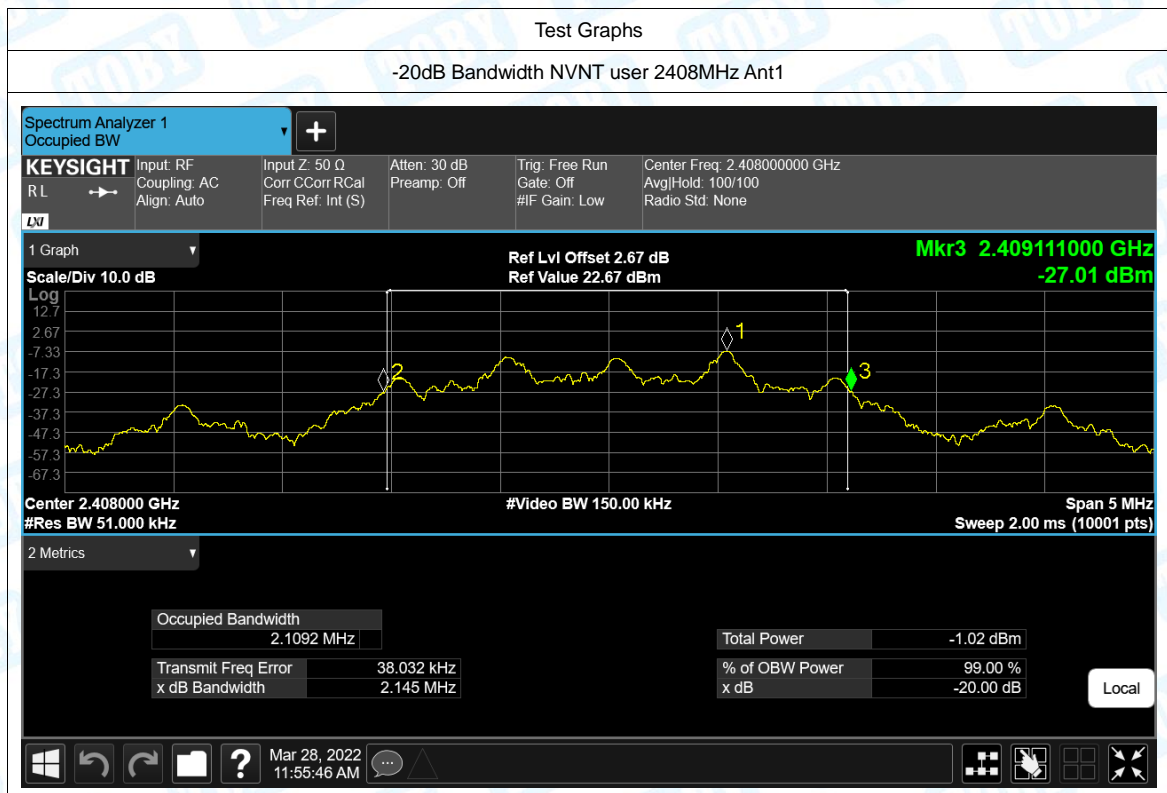 Test Graphs
-20dB Bandwidth NVNT user 2408MHz Ant1
Spectrum Analyzer 1
Occupied BW
+
KEYSIGHT Input: RF Input Z: 50 Ω Atten: 30 dB Trig: Free Run Center Freq: 2.408000000 GHz
R L Coupling: AC Corr CCorr RCal Preamp: Off Gate: Off Avg|Hold: 100/100
Align: Auto Freq Ref: Int (S) #IF Gain: Low Radio Std: None
LXI
1 Graph Ref Lvl Offset 2.67 dB Mkr3 2.409111000 GHz
Scale/Div 10.0 dB Ref Value 22.67 dBm -27.01 dBm
Log
12.7
2.67
1
-7.33
-17.3
2 3
-27.3
-37.3
-47.3
-57.3
-67.3
Center 2.408000 GHz #Video BW 150.00 kHz Span 5 MHz
#Res BW 51.000 kHz Sweep 2.00 ms (10001 pts)
2 Metrics
Occupied Bandwidth
2.1092 MHz Total Power -1.02 dBm
Transmit Freq Error 38.032 kHz % of OBW Power 99.00 %
x dB Bandwidth 2.145 MHz x dB -20.00 dB
Local
? Mar 28, 2022
11:55:46 AM
TOBY